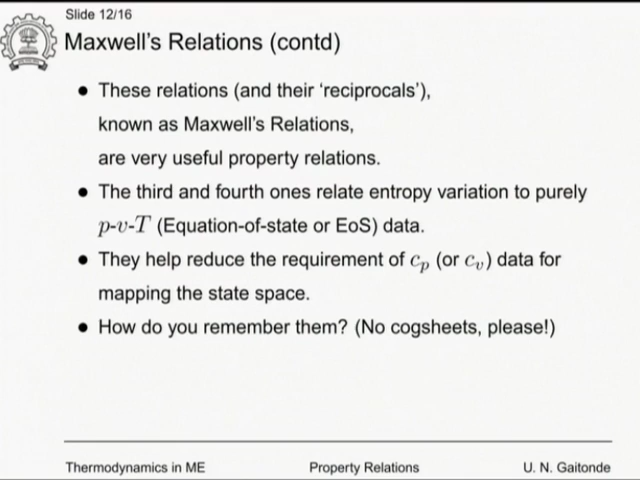 Slide 12/16
Maxwell's Relations (contd)
● These relations (and their 'reciprocals'),
known as Maxwell's Relations,
are very useful property relations.
● The third and fourth ones relate entropy variation to purely
p-v-T (Equation-of-state or EoS) data.
● They help reduce the requirement of cₚ (or cᵥ) data for
mapping the state space.
● How do you remember them? (No cogsheets, please!)
Thermodynamics in ME Property Relations U. N. Gaitonde